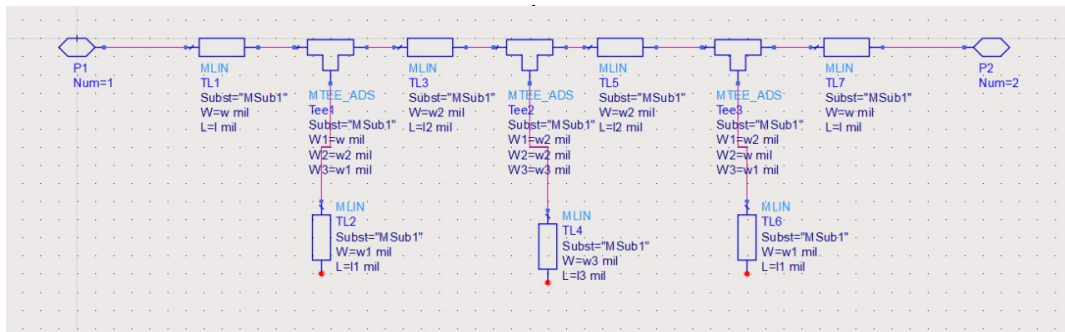 P1
Num=1
MLIN
TL1
Subst="MSub1"
W=w mil
L=l mil
MTEE_ADS
Tee1
Subst="MSub1"
W1=w mil
W2=w2 mil
W3=w1 mil
MLIN
TL3
Subst="MSub1"
W=w2 mil
L=l2 mil
MTEE_ADS
Tee2
Subst="MSub1"
W1=w2 mil
W2=w2 mil
W3=w3 mil
MLIN
TL5
Subst="MSub1"
W=w2 mil
L=l2 mil
MTEE_ADS
Tee3
Subst="MSub1"
W1=w2 mil
W2=w mil
W3=w1 mil
MLIN
TL7
Subst="MSub1"
W=w mil
L=l mil
P2
Num=2
MLIN
TL2
Subst="MSub1"
W=w1 mil
L=l1 mil
MLIN
TL4
Subst="MSub1"
W=w3 mil
L=l3 mil
MLIN
TL6
Subst="MSub1"
W=w1 mil
L=l1 mil